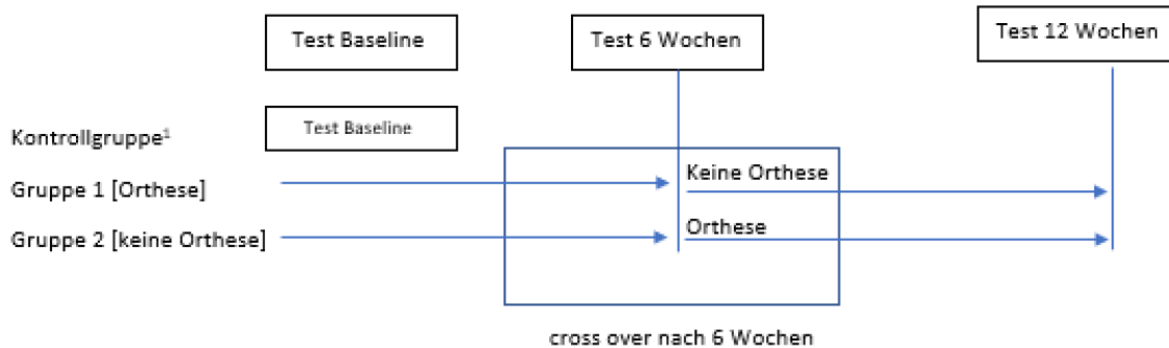 Test Baseline
Test 6 Wochen
Test 12 Wochen
Kontrollgruppe¹
Test Baseline
Gruppe 1 [Orthese]
Keine Orthese
Gruppe 2 [keine Orthese]
Orthese
cross over nach 6 Wochen